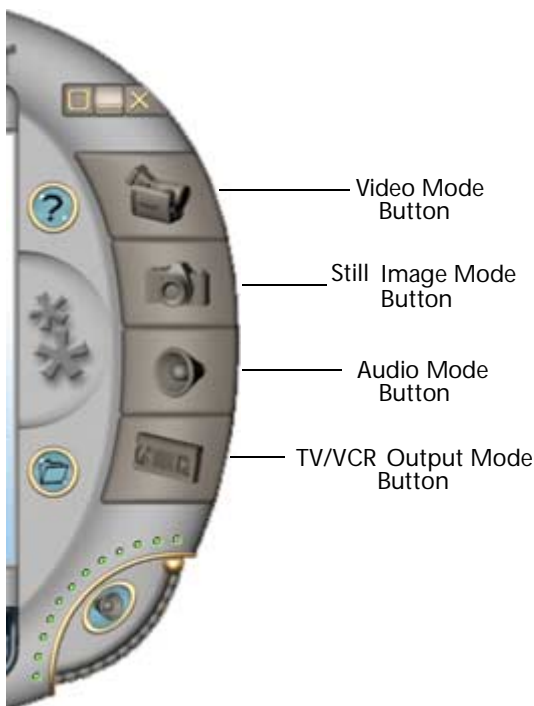 ?
Video Mode
Button
Still Image Mode
Button
Audio Mode
Button
TV/VCR Output Mode
Button